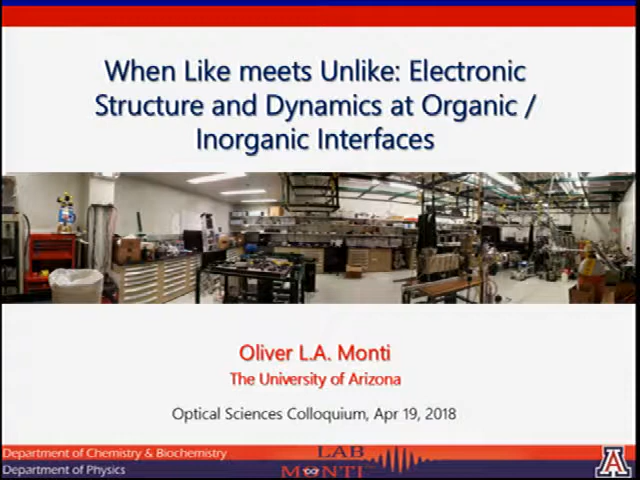 When Like meets Unlike: Electronic
Structure and Dynamics at Organic /
Inorganic Interfaces
Oliver L.A. Monti
The University of Arizona
Optical Sciences Colloquium, Apr 19, 2018
Department of Chemistry & Biochemistry
Department of Physics
LAB
MONTI
A